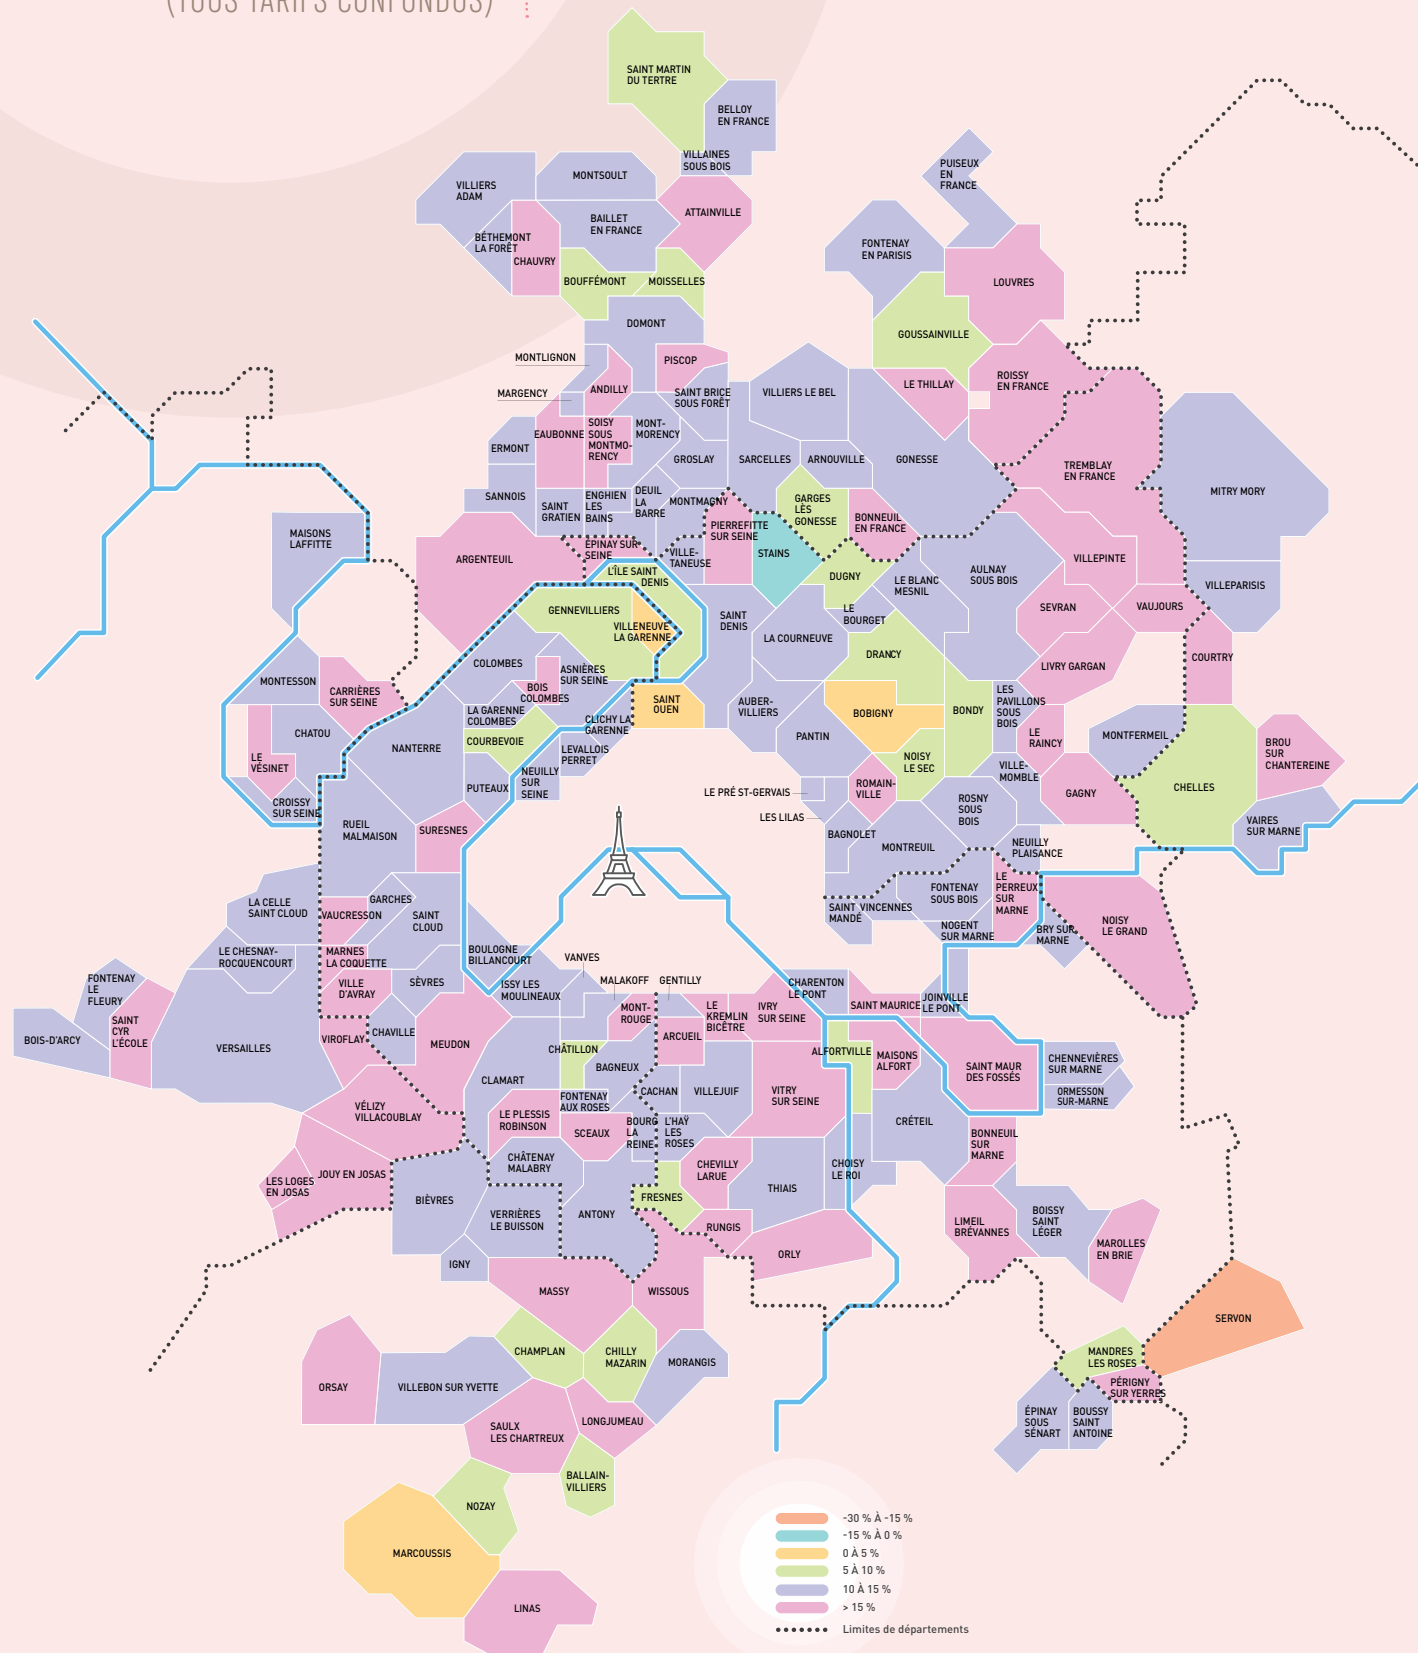 (TOUS TARIFS CONFONDUS)
SAINT MARTIN
DU TERTRE
BELLOY
EN FRANCE
VILLAINES
SOUS BOIS
PUISEUX
EN
FRANCE
MONTSOULT
VILLIERS
ADAM
ATTAINVILLE
BAILLET
EN FRANCE
BÉTHEMONT
LA FORÊT
CHAUVRY
FONTENAY
EN PARISIS
BOUFFÉMONT
MOISSELLES
LOUVRES
DOMONT
GOUSSAINVILLE
MONTLIGNON
PISCOP
ANDILLY
MARGENCY
SAINT BRICE
SOUS FORÊT
VILLIERS LE BEL
LE THILLAY
ROISSY
EN FRANCE
EAUBONNE
SOISY
SOUS
MONTMO-
RENCY
MONT-
MORENCY
ERMONT
GROSLAY
SARCELLES
ARNOUVILLE
GONESSE
TREMBLAY
EN FRANCE
MITRY MORY
SANNOIS
SAINT
GRATIEN
ENGHIEN
LES
BAINS
DEUIL
LA
BARRE
MONTMAGNY
GARGES
LÈS
GONESSE
PIERREFITTE
SUR SEINE
BONNEUIL
EN FRANCE
MAISONS
LAFFITTE
ARGENTEUIL
ÉPINAY SUR
SEINE
VILLE-
TANEUSE
STAINS
VILLEPINTE
L'ÎLE SAINT
DENIS
DUGNY
LE BLANC
MESNIL
AULNAY
SOUS BOIS
VILLEPARISIS
GENNEVILLIERS
VILLENEUVE
LA GARENNE
SAINT
DENIS
LE
BOURGET
SEVRAN
VAUJOURS
LA COURNEUVE
DRANCY
COLOMBES
ASNIÈRES
SUR SEINE
LIVRY GARGAN
COURTRY
MONTESSON
CARRIÈRES
SUR SEINE
BOIS
COLOMBES
SAINT
OUEN
AUBER-
VILLIERS
BOBIGNY
BONDY
LES
PAVILLONS
SOUS
BOIS
LA GARENNE
COLOMBES
CLICHY LA
GARENNE
CHATOU
NANTERRE
COURBEVOIE
LEVALLOIS
PERRET
PANTIN
NOISY
LE SEC
LE
RAINCY
MONTFERMEIL
BROU
SUR
CHANTEREINE
LE
VÉSINET
PUTEAUX
NEUILLY
SUR
SEINE
LE PRÉ ST-GERVAIS
ROMAIN-
VILLE
VILLE-
MOMBLE
GAGNY
CHELLES
CROISSY
SUR SEINE
RUEIL
MALMAISON
SURESNES
LES LILAS
BAGNOLET
ROSNY
SOUS
BOIS
VAIRES
SUR MARNE
MONTREUIL
NEUILLY
PLAISANCE
LA CELLE
SAINT CLOUD
GARCHES
VAUCRESSON
SAINT
CLOUD
SAINT
MANDÉ
VINCENNES
FONTENAY
SOUS BOIS
LE
PERREUX
SUR
MARNE
NOISY
LE GRAND
NOGENT
SUR MARNE
BRY SUR
MARNE
LE CHESNAY-
ROCQUENCOURT
MARNES
LA COQUETTE
BOULOGNE
BILLANCOURT
VANVES
FONTENAY
LE
FLEURY
VILLE
D'AVRAY
SÈVRES
ISSY LES
MOULINEAUX
MALAKOFF
GENTILLY
CHARENTON
LE PONT
SAINT MAURICE
JOINVILLE
LE PONT
MONT-
ROUGE
LE
KREMLIN
BICÊTRE
IVRY
SUR SEINE
SAINT
CYR
L'ÉCOLE
BOIS-D'ARCY
VERSAILLES
VIROFLAY
CHAVILLE
MEUDON
ARCUEIL
CHÂTILLON
ALFORTVILLE
MAISONS
ALFORT
SAINT MAUR
DES FOSSÉS
CHENNEVIÈRES
SUR MARNE
BAGNEUX
CLAMART
CACHAN
VILLEJUIF
VITRY
SUR SEINE
ORMESSON
SUR-MARNE
FONTENAY
AUX ROSES
VÉLIZY
VILLACOUBLAY
LE PLESSIS
ROBINSON
SCEAUX
BOURG
LA
REINE
L'HAŸ
LES
ROSES
CRÉTEIL
BONNEUIL
SUR
MARNE
JOUY EN JOSAS
LES LOGES
EN JOSAS
CHÂTENAY
MALABRY
CHEVILLY
LARUE
CHOISY
LE ROI
THIAIS
BIÈVRES
FRESNES
VERRIÈRES
LE BUISSON
ANTONY
RUNGIS
LIMEIL
BRÉVANNES
BOISSY
SAINT
LÉGER
MAROLLES
EN BRIE
ORLY
IGNY
MASSY
WISSOUS
SERVON
CHAMPLAN
CHILLY
MAZARIN
MORANGIS
MANDRES
LES ROSES
ORSAY
VILLEBON SUR YVETTE
PÉRIGNY
SUR YERRES
SAULX
LES CHARTREUX
LONGJUMEAU
ÉPINAY
SOUS
SÉNART
BOUSSY
SAINT
ANTOINE
BALLAIN-
VILLIERS
NOZAY
MARCOUSSIS
LINAS
-30 % À -15 %
-15 % À 0 %
0 À 5 %
5 À 10 %
10 À 15 %
> 15 %
Limites de départements